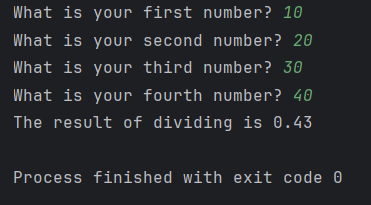 What is your first number? 10
What is your second number? 20
What is your third number? 30
What is your fourth number? 40
The result of dividing is 0.43
Process finished with exit code 0